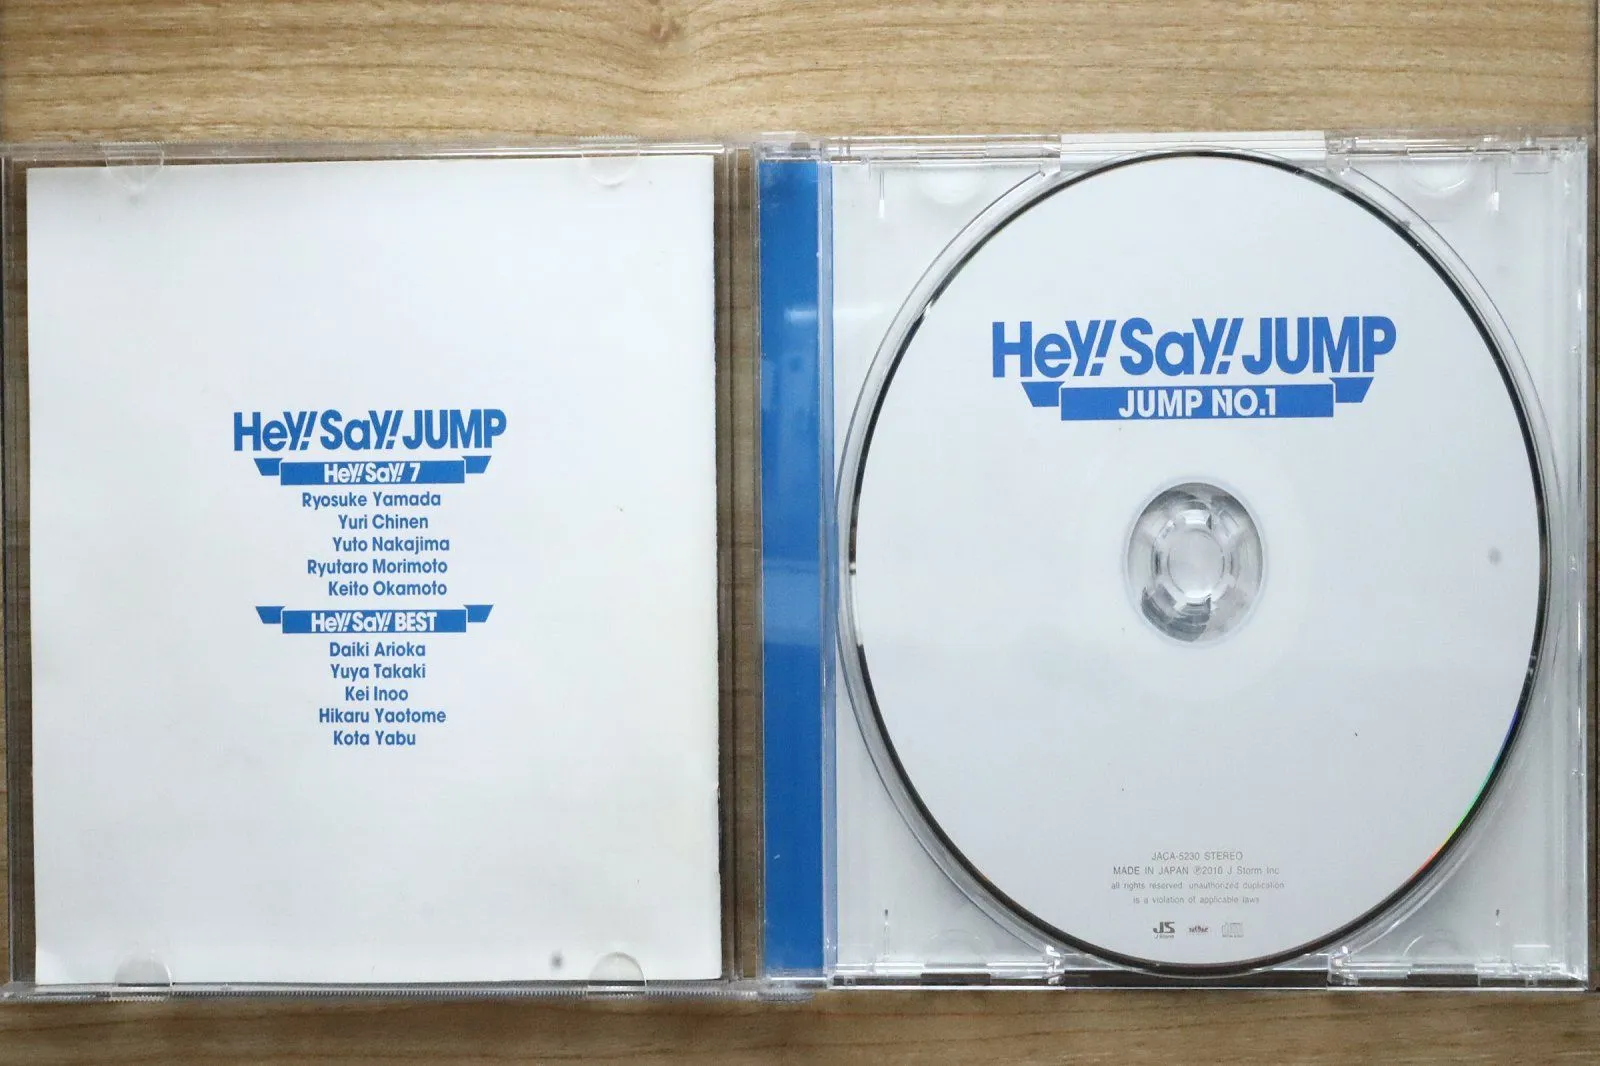 HeY! SaY! JUMP
HeY! SaY! 7
Ryosuke Yamada
Yuri Chinen
Yuto Nakajima
Ryutaro Morimoto
Keito Okamoto
HeY! SaY! BEST
Daiki Arioka
Yuya Takaki
Kei Inoo
Hikaru Yaotome
Kota Yabu
HeY! SaY! JUMP
JUMP NO.1
JACA-5230 STEREO
MADE IN JAPAN ℗2010 J Storm Inc
all rights reserved. unauthorized duplication
is a violation of applicable laws
JS
J Storm